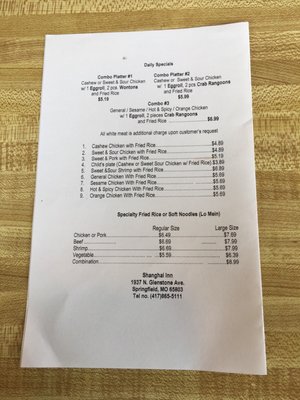 Daily Specials
Combo Platter #1
Cashew or Sweet & Sour Chicken
w/ 1 Eggroll, 2 pcs. Wontons
and Fried Rice
$5.19
Combo Platter #2
Cashew or Sweet & Sour Chicken
w/ 1 Eggroll, 2 pcs Crab Rangoons
and Fried Rice
$5.99
Combo #3
General / Sesame / Hot & Spicy / Orange Chicken
w/ 1 Eggroll, 2 pieces Crab Rangoons
and Fried Rice $6.99
All white meat is additional charge upon customer's request
1. Cashew Chicken with Fried Rice $4.89
2. Sweet & Sour Chicken with Fried Rice $4.89
3. Sweet & Pork with Fried Rice $5.19
4. Child's plate (Cashew or Sweet Sour Chicken w/ Fried Rice) $3.89
5. Sweet &Sour Shrimp with Fried Rice $5.69
6. General Chicken With Fried Rice $5.69
7. Sesame Chicken With Fried Rice $5.69
8. Hot & Spicy Chicken With Fried Rice $5.69
9. Orange Chicken With Fried Rice $5.69
Specialty Fried Rice or Soft Noodles (Lo Mein)
Regular Size Large Size
Chicken or Pork $6.49 $7.69
Beef $6.69 $7.99
Shrimp $6.99 $7.99
Vegetable $5.59 $6.39
Combination $8.99
Shanghai Inn
1937 N. Glenstone Ave.
Springfield, MO 65803
Tel no. (417)865-5111